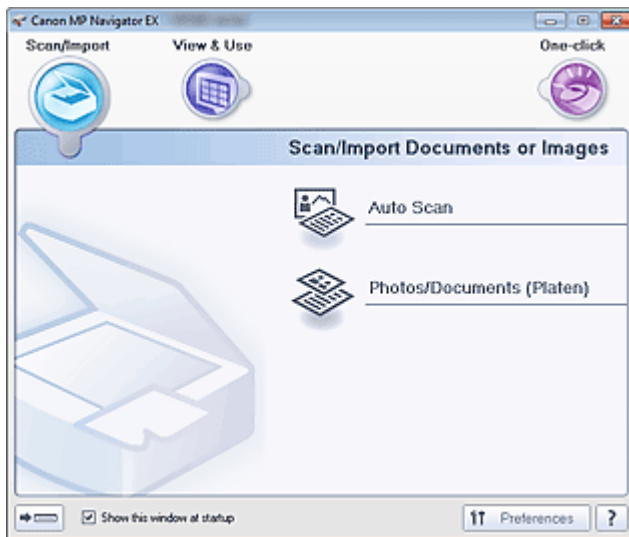 Canon MP Navigator EX
Scan/Import
View & Use
One-click
Scan/Import Documents or Images
Auto Scan
Photos/Documents (Platen)
Show this window at startup
Preferences
?